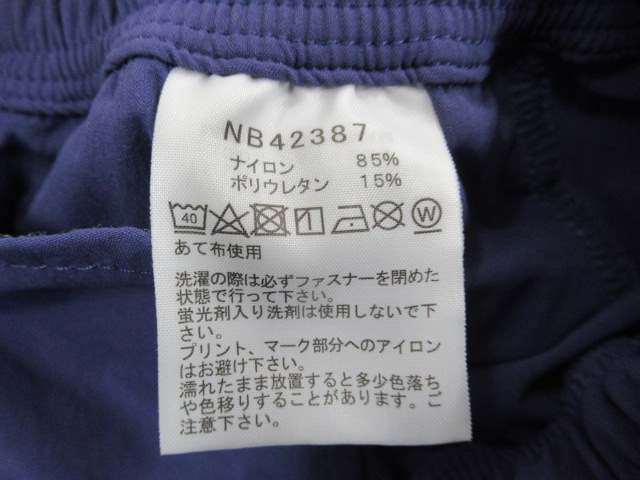 NB42387
ナイロン 85%
ポリウレタン 15%
40 W
あて布使用
洗濯の際は必ずファスナーを閉めた
状態で行って下さい。
蛍光剤入り洗剤は使用しないで下
さい。
プリント、マーク部分へのアイロン
はお避け下さい。
濡れたまま放置すると多少色落ち
や色移りすることがあります。ご
注意下さい。